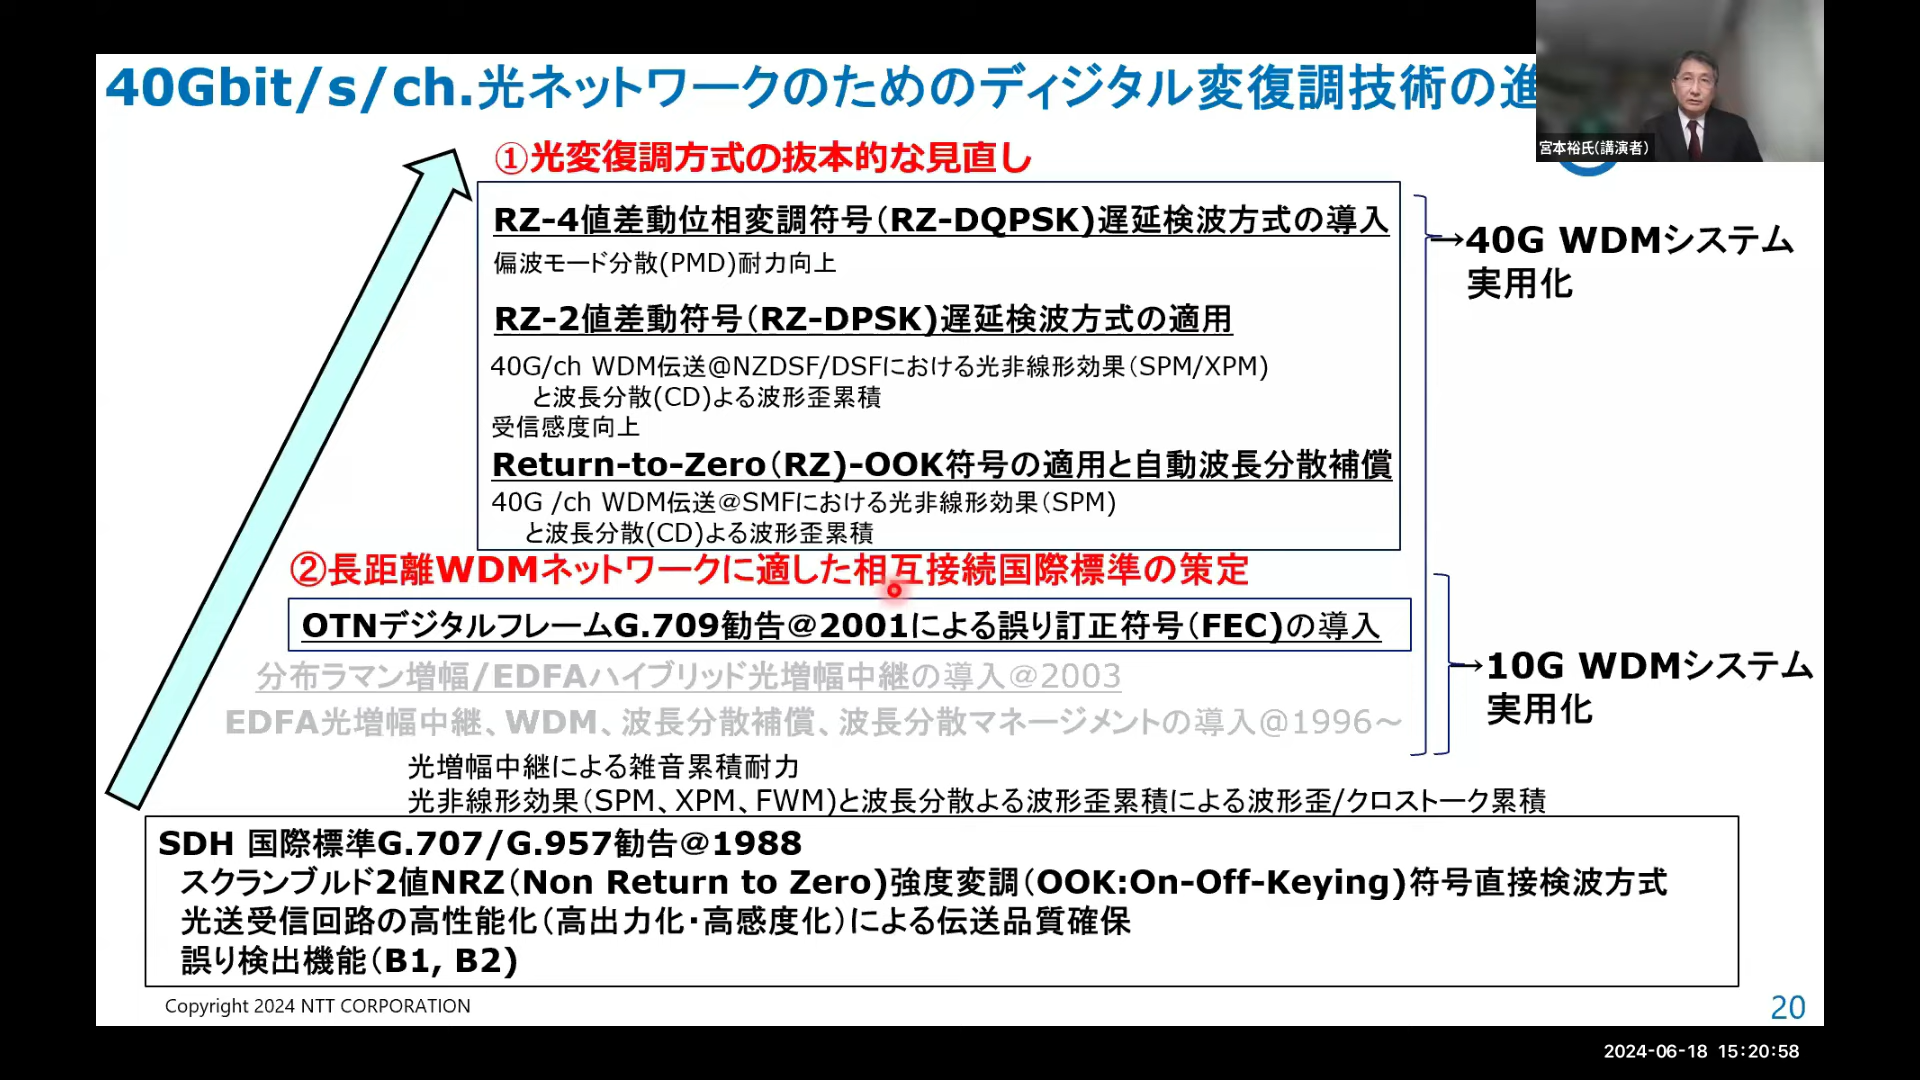 40Gbit/s/ch.光ネットワークのためのディジタル変復調技術の進
宮本裕氏(講演者)
①光変復調方式の抜本的な見直し
RZ-4値差動位相変調符号(RZ-DQPSK)遅延検波方式の導入
偏波モード分散(PMD)耐力向上
RZ-2値差動符号(RZ-DPSK)遅延検波方式の適用
40G/ch WDM伝送@NZDSF/DSFにおける光非線形効果(SPM/XPM)
と波長分散(CD)よる波形歪累積
受信感度向上
Return-to-Zero(RZ)-OOK符号の適用と自動波長分散補償
40G /ch WDM伝送@SMFにおける光非線形効果(SPM)
と波長分散(CD)よる波形歪累積
→40G WDMシステム
実用化
②長距離WDMネットワークに適した相互接続国際標準の策定
OTNデジタルフレームG.709勧告@2001による誤り訂正符号(FEC)の導入
分布ラマン増幅/EDFAハイブリッド光増幅中継の導入@2003
EDFA光増幅中継、WDM、波長分散補償、波長分散マネージメントの導入@1996~
→10G WDMシステム
実用化
光増幅中継による雑音累積耐力
光非線形効果(SPM、XPM、FWM)と波長分散よる波形歪累積による波形歪/クロストーク累積
SDH 国際標準G.707/G.957勧告@1988
スクランブルド2値NRZ(Non Return to Zero)強度変調(OOK:On-Off-Keying)符号直接検波方式
光送受信回路の高性能化(高出力化・高感度化)による伝送品質確保
誤り検出機能(B1, B2)
Copyright 2024 NTT CORPORATION
20
2024-06-18 15:20:58